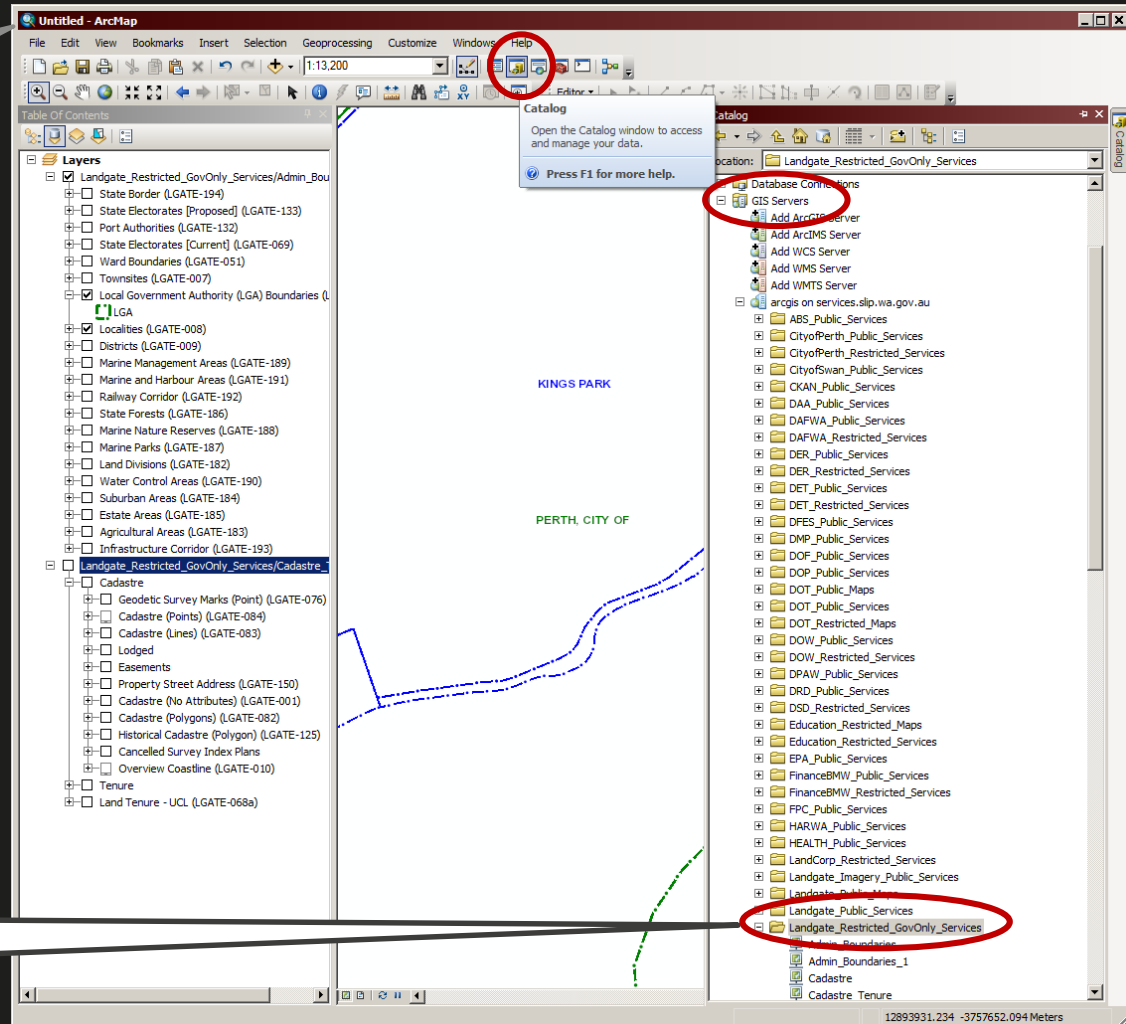 Untitled - ArcMap
File Edit View Bookmarks Insert Selection Geoprocessing Customize Windows Help
1:13,200
Editor
Table Of Contents
Layers
Landgate_Restricted_GovOnly_Services/Admin_Bou
State Border (LGATE-194)
State Electorates [Proposed] (LGATE-133)
Port Authorities (LGATE-132)
State Electorates [Current] (LGATE-069)
Ward Boundaries (LGATE-051)
Townsites (LGATE-007)
Local Government Authority (LGA) Boundaries (L
LGA
Localities (LGATE-008)
Districts (LGATE-009)
Marine Management Areas (LGATE-189)
Marine and Harbour Areas (LGATE-191)
Railway Corridor (LGATE-192)
State Forests (LGATE-186)
Marine Nature Reserves (LGATE-188)
Marine Parks (LGATE-187)
Land Divisions (LGATE-182)
Water Control Areas (LGATE-190)
Suburban Areas (LGATE-184)
Estate Areas (LGATE-185)
Agricultural Areas (LGATE-183)
Infrastructure Corridor (LGATE-193)
Landgate_Restricted_GovOnly_Services/Cadastre_T
Cadastre
Geodetic Survey Marks (Point) (LGATE-076)
Cadastre (Points) (LGATE-084)
Cadastre (Lines) (LGATE-083)
Lodged
Easements
Property Street Address (LGATE-150)
Cadastre (No Attributes) (LGATE-001)
Cadastre (Polygons) (LGATE-082)
Historical Cadastre (Polygon) (LGATE-125)
Cancelled Survey Index Plans
Overview Coastline (LGATE-010)
Tenure
Land Tenure - UCL (LGATE-068a)
Catalog
Open the Catalog window to access
and manage your data.
Press F1 for more help.
KINGS PARK
PERTH, CITY OF
Catalog
Location: Landgate_Restricted_GovOnly_Services
Database Connections
GIS Servers
Add ArcGIS Server
Add ArcIMS Server
Add WCS Server
Add WMS Server
Add WMTS Server
arcgis on services.slip.wa.gov.au
ABS_Public_Services
CityofPerth_Public_Services
CityofPerth_Restricted_Services
CityofSwan_Public_Services
CKAN_Public_Services
DAA_Public_Services
DAFWA_Public_Services
DAFWA_Restricted_Services
DER_Public_Services
DER_Restricted_Services
DET_Public_Services
DET_Restricted_Services
DFES_Public_Services
DMP_Public_Services
DOF_Public_Services
DOP_Public_Services
DOT_Public_Maps
DOT_Public_Services
DOT_Restricted_Maps
DOW_Public_Services
DOW_Restricted_Services
DPAW_Public_Services
DRD_Public_Services
DSD_Restricted_Services
Education_Restricted_Maps
Education_Restricted_Services
EPA_Public_Services
FinanceBMW_Public_Services
FinanceBMW_Restricted_Services
FPC_Public_Services
HARWA_Public_Services
HEALTH_Public_Services
LandCorp_Restricted_Services
Landgate_Imagery_Public_Services
Landgate_Public_Maps
Landgate_Public_Services
Landgate_Restricted_GovOnly_Services
Admin_Boundaries
Admin_Boundaries_1
Cadastre
Cadastre_Tenure
Catalog
12893931.234 -3757652.094 Meters